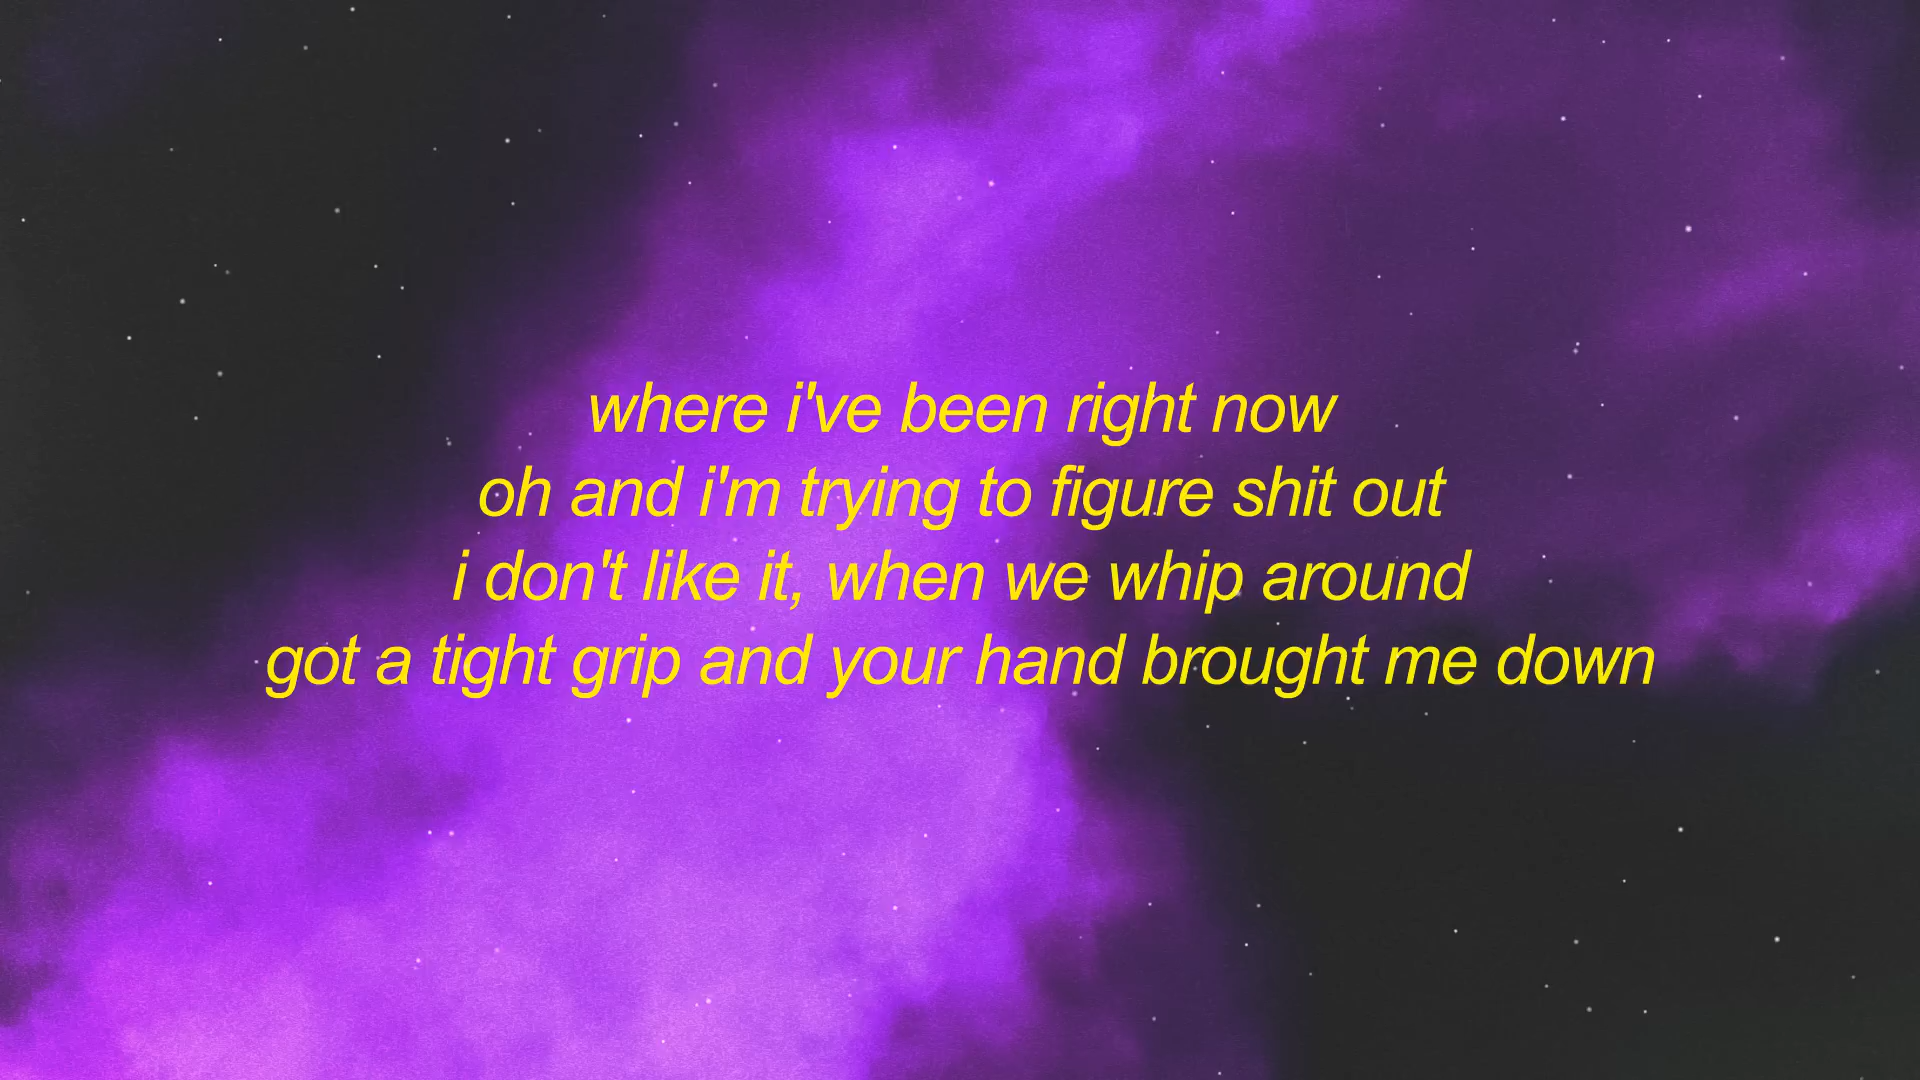 where i've been right now
oh and i'm trying to figure shit out
i don't like it, when we whip around
got a tight grip and your hand brought me down